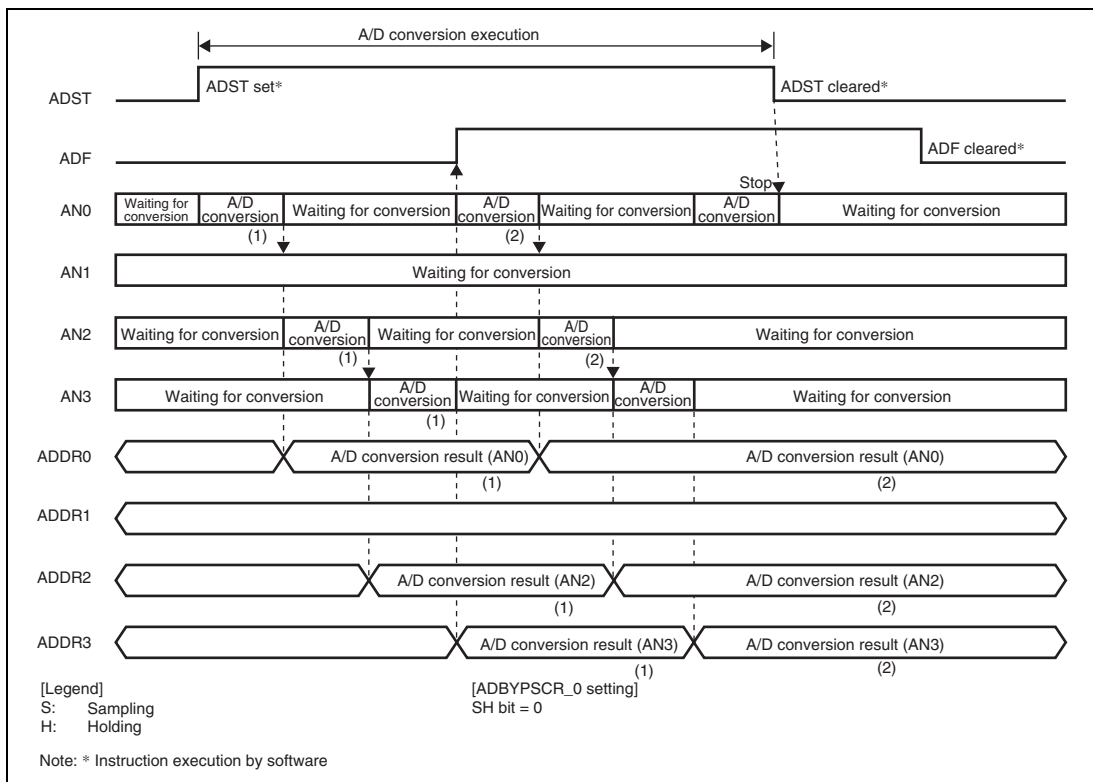 A/D conversion execution
ADST
ADST set*
ADST cleared*
ADF
ADF cleared*
Stop
AN0
Waiting for
conversion
A/D
conversion
Waiting for conversion
A/D
conversion
Waiting for conversion
A/D
conversion
Waiting for conversion
(1)
(2)
AN1
Waiting for conversion
AN2
Waiting for conversion
A/D
conversion
Waiting for conversion
A/D
conversion
Waiting for conversion
(1)
(2)
AN3
Waiting for conversion
A/D
conversion
Waiting for conversion
A/D
conversion
Waiting for conversion
(1)
ADDR0
A/D conversion result (AN0)
A/D conversion result (AN0)
(1)
(2)
ADDR1
ADDR2
A/D conversion result (AN2)
A/D conversion result (AN2)
(1)
(2)
ADDR3
A/D conversion result (AN3)
A/D conversion result (AN3)
(1)
(2)
[Legend]
S: Sampling
H: Holding
[ADBYPSCR_0 setting]
SH bit = 0
Note: * Instruction execution by software